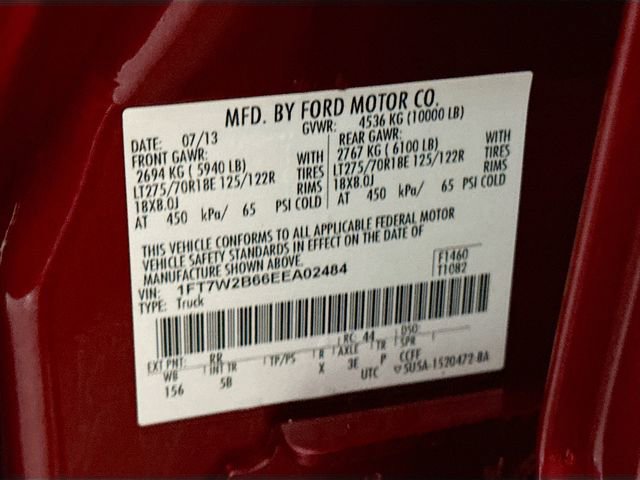 MFD. BY FORD MOTOR CO.
DATE: 07/13 GVWR: 4536 KG (10000 LB)
FRONT GAWR: REAR GAWR:
2694 KG ( 5940 LB) WITH 2767 KG ( 6100 LB) WITH
LT275/70R18E 125/122R TIRES LT275/70R18E 125/122R TIRES
18X8.0J RIMS 18X8.0J RIMS
AT 450 kPa/ 65 PSI COLD AT 450 kPa/ 65 PSI COLD
THIS VEHICLE CONFORMS TO ALL APPLICABLE FEDERAL MOTOR
VEHICLE SAFETY STANDARDS IN EFFECT ON THE DATE OF
MANUFACTURE SHOWN ABOVE.
VIN: 1FT7W2B66EEA02484 F1460
TYPE: Truck T1082
RC: 44 DSO:
EXT PNT: RR TP/PS R AXLE TR SPR
WB INT TR X 3E P CCFF
156 5B UTC ▽ SU5A-1520472-BA